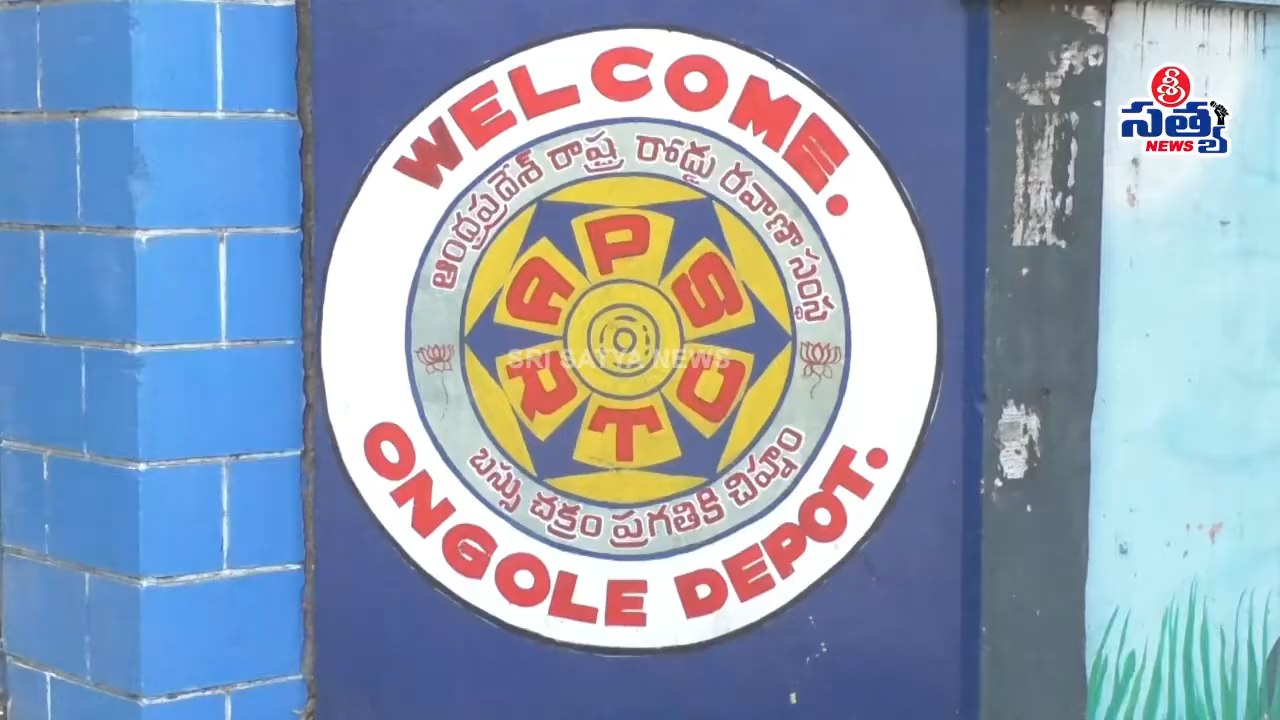 WELCOME.
ఆంధ్రప్రదేశ్ రాష్ట్ర రోడ్డు రవాణా సంస్థ
APSRTC
బస్సు చక్రం ప్రగతికి చిహ్నం
ONGOLE DEPOT.
SRI SATYA NEWS
శ్రీ
సత్య
NEWS